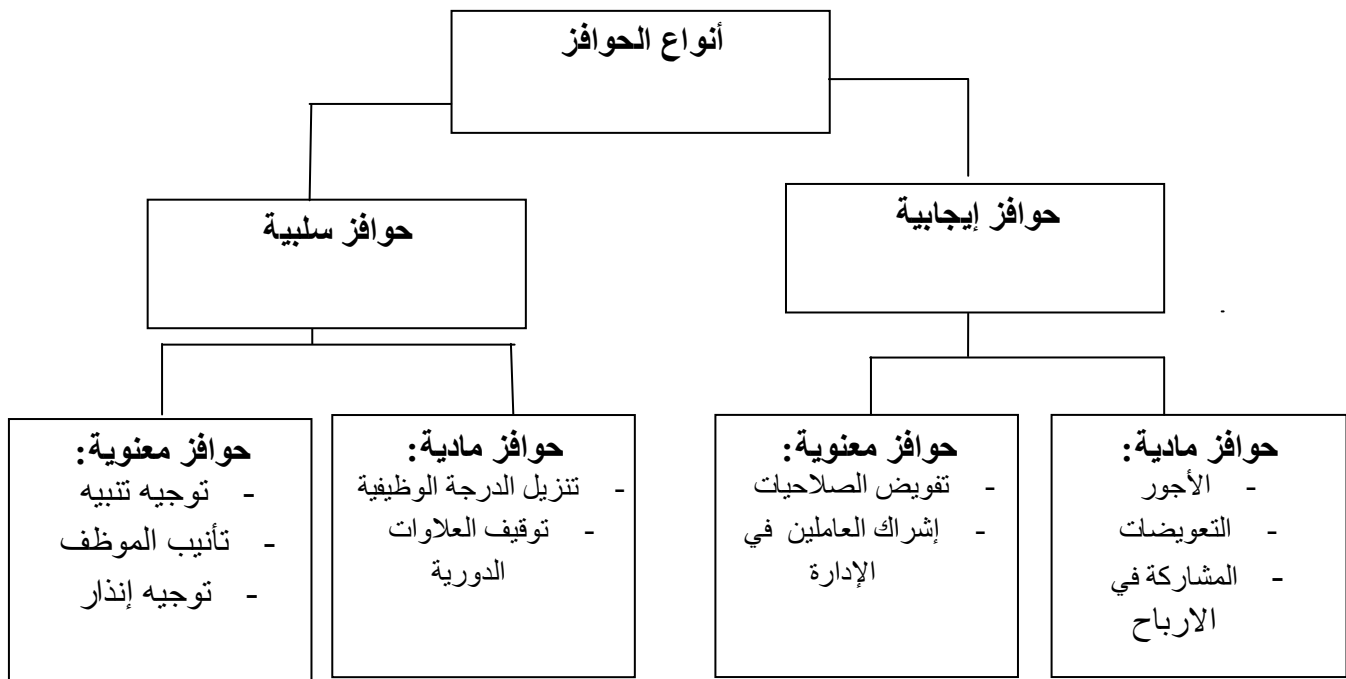 أنواع الحوافز
حوافز إيجابية
حوافز سلبية
حوافز مادية:
- الأجور
- التعويضات
- المشاركة في
الارباح
حوافز معنوية:
- تفويض الصلاحيات
- إشراك العاملين في
الإدارة
حوافز مادية:
- تنزيل الدرجة الوظيفية
- توقيف العلاوات
الدورية
حوافز معنوية:
- توجيه تنبيه
- تأنيب الموظف
- توجيه إنذار